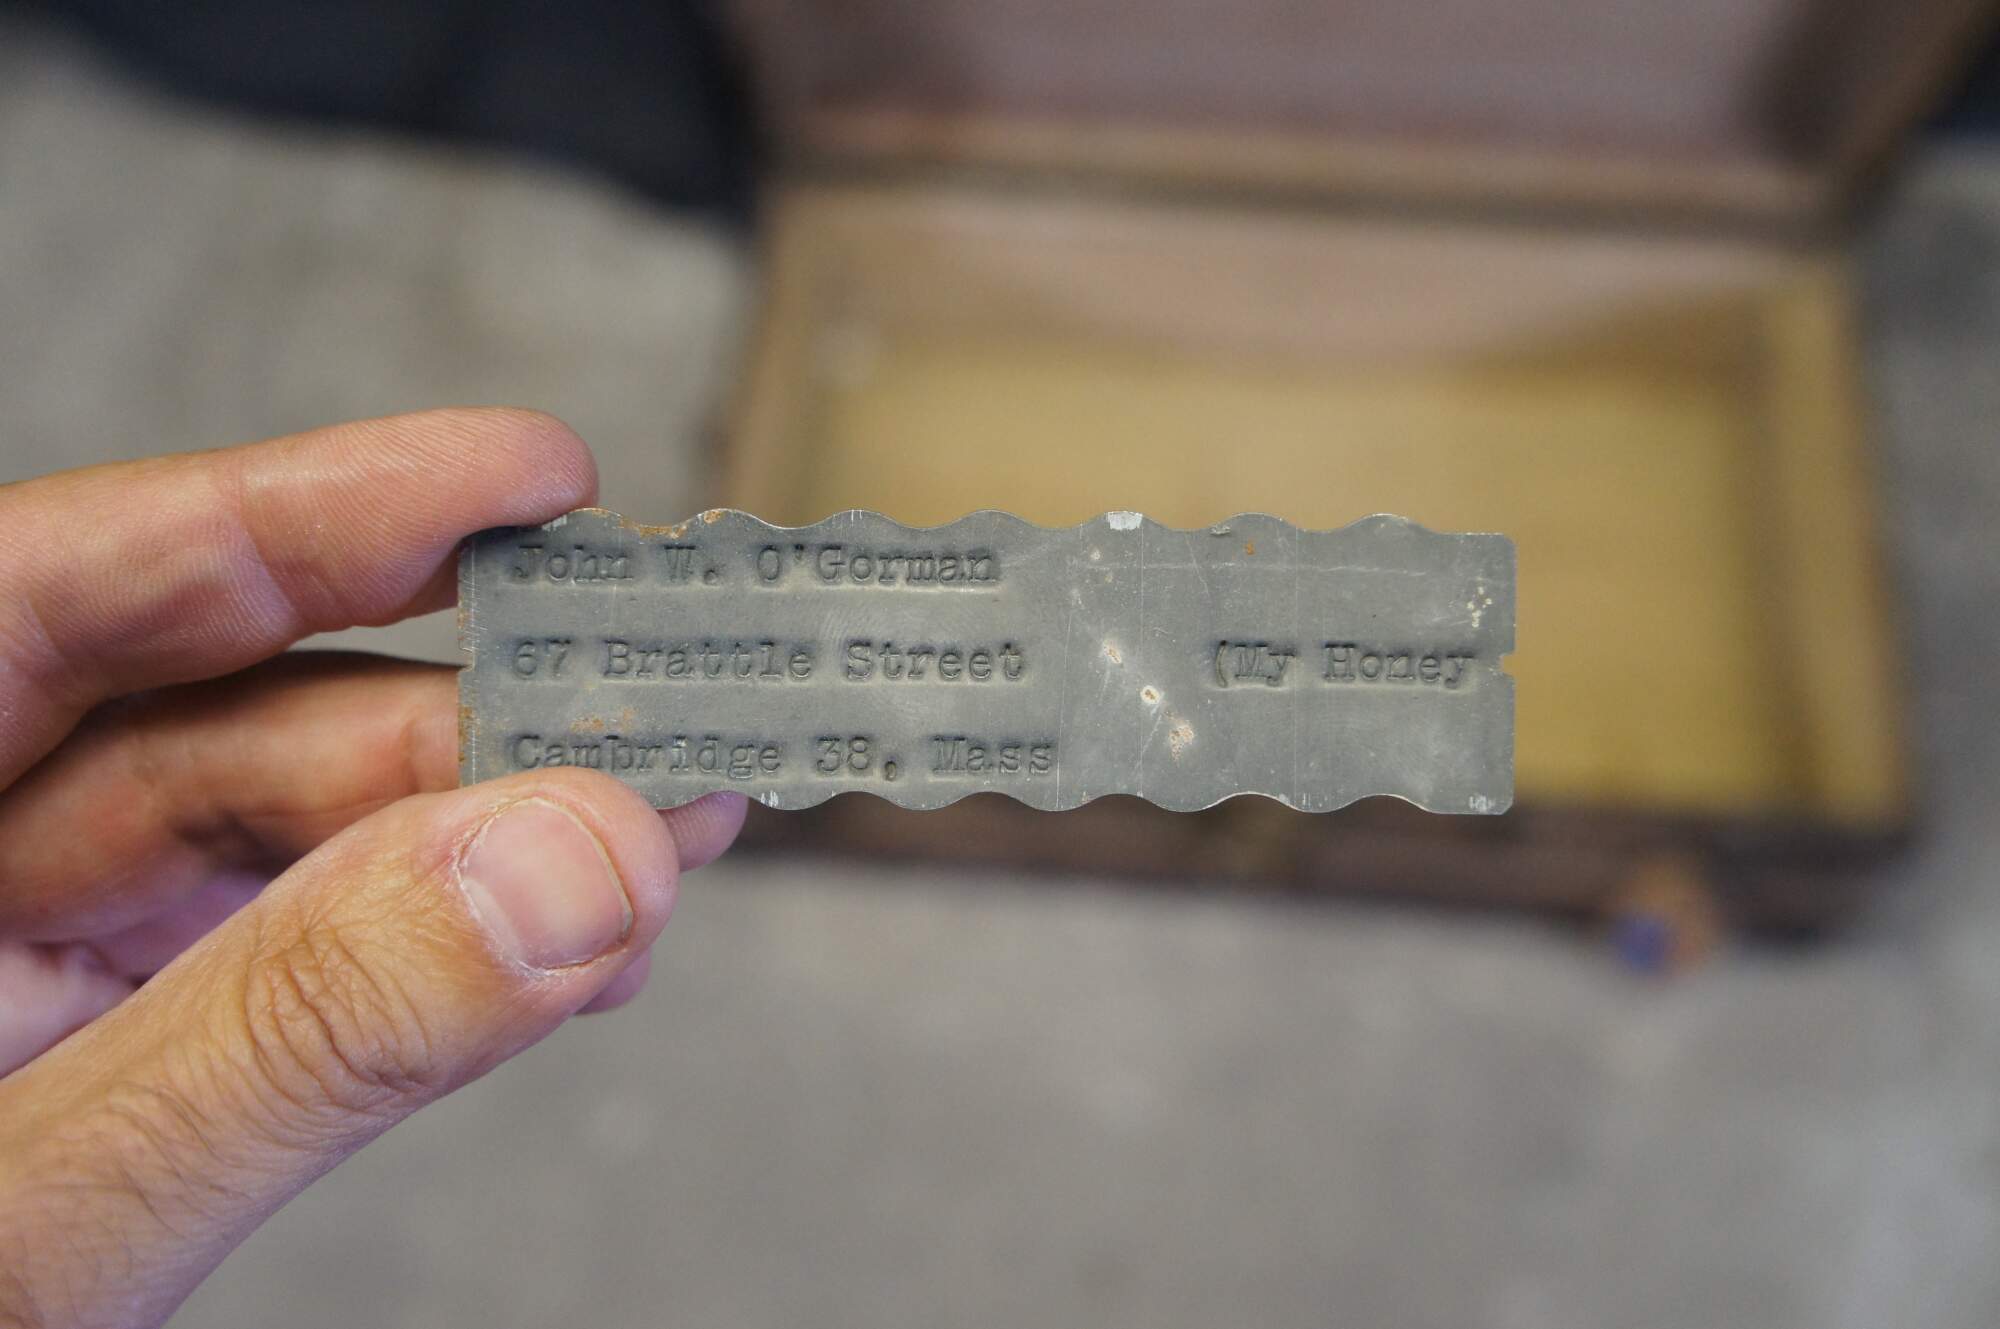 John W. O'Gorman
67 Brattle Street (My Honey
Cambridge 38, Mass